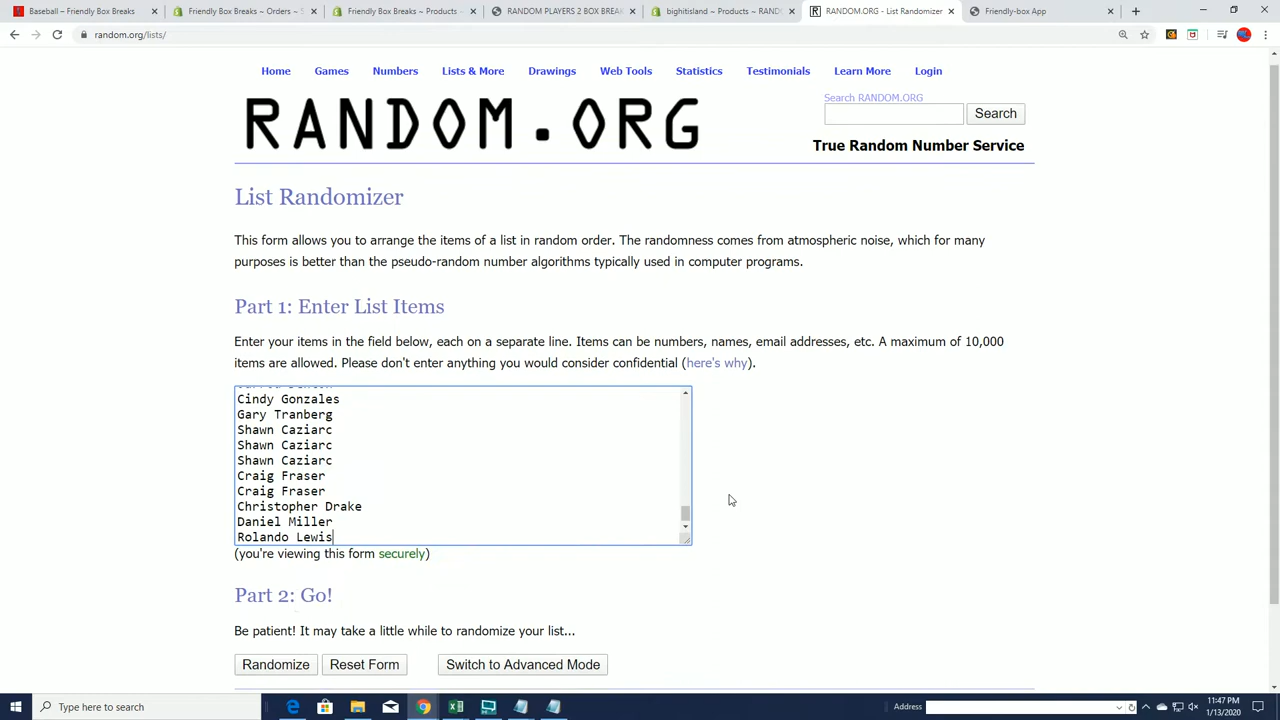 Baseball – Friendly Box Breaks
Friendly Box Breaks ~ Orders ~ S
Friendly Box Breaks ~ Products ~
RANDOM PLAYERS 2 BOX BREAK
bightisland ~ Products ~ RANDO
RANDOM.ORG - List Randomizer
Friendly-box App
random.org/lists/
Home Games Numbers Lists & More Drawings Web Tools Statistics Testimonials Learn More Login
RANDOM.ORG
Search RANDOM.ORG
Search
True Random Number Service
List Randomizer
This form allows you to arrange the items of a list in random order. The randomness comes from atmospheric noise, which for many
purposes is better than the pseudo-random number algorithms typically used in computer programs.
Part 1: Enter List Items
Enter your items in the field below, each on a separate line. Items can be numbers, names, email addresses, etc. A maximum of 10,000
items are allowed. Please don't enter anything you would consider confidential (here's why).
Cindy Gonzales
Gary Tranberg
Shawn Caziarc
Shawn Caziarc
Shawn Caziarc
Craig Fraser
Craig Fraser
Christopher Drake
Daniel Miller
Rolando Lewis
(you're viewing this form securely)
Part 2: Go!
Be patient! It may take a little while to randomize your list...
Randomize Reset Form Switch to Advanced Mode
Type here to search
Address
11:47 PM
1/13/2020